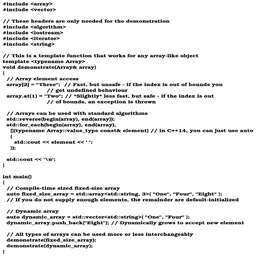 #include <array>
#include <vector>
// These headers are only needed for the demonstration
#include <algorithm>
#include <iostream>
#include <iterator>
#include <string>
// This is a template function that works for any array-like object
template <typename Array>
void demonstrate(Array& array)
{
// Array element access
array[2] = "Three"; // Fast, but unsafe - if the index is out of bounds you
// get undefined behaviour
array.at(1) = "Two"; // *Slightly* less fast, but safe - if the index is out
// of bounds, an exception is thrown
// Arrays can be used with standard algorithms
std::reverse(begin(array), end(array));
std::for_each(begin(array), end(array),
[](typename Array::value_type const& element) // in C++14, you can just use auto
{
std::cout << element << ' ';
});
std::cout << '\n';
}
int main()
{
// Compile-time sized fixed-size array
auto fixed_size_array = std::array<std::string, 3>{ "One", "Four", "Eight" };
// if you do not supply enough elements, the remainder are default-initialized
// Dynamic array
auto dynamic_array = std::vector<std::string>{ "One", "Four" };
dynamic_array.push_back("Eight"); // Dynamically grows to accept new element
// All types of arrays can be used more or less interchangeably
demonstrate(fixed_size_array);
demonstrate(dynamic_array);
}